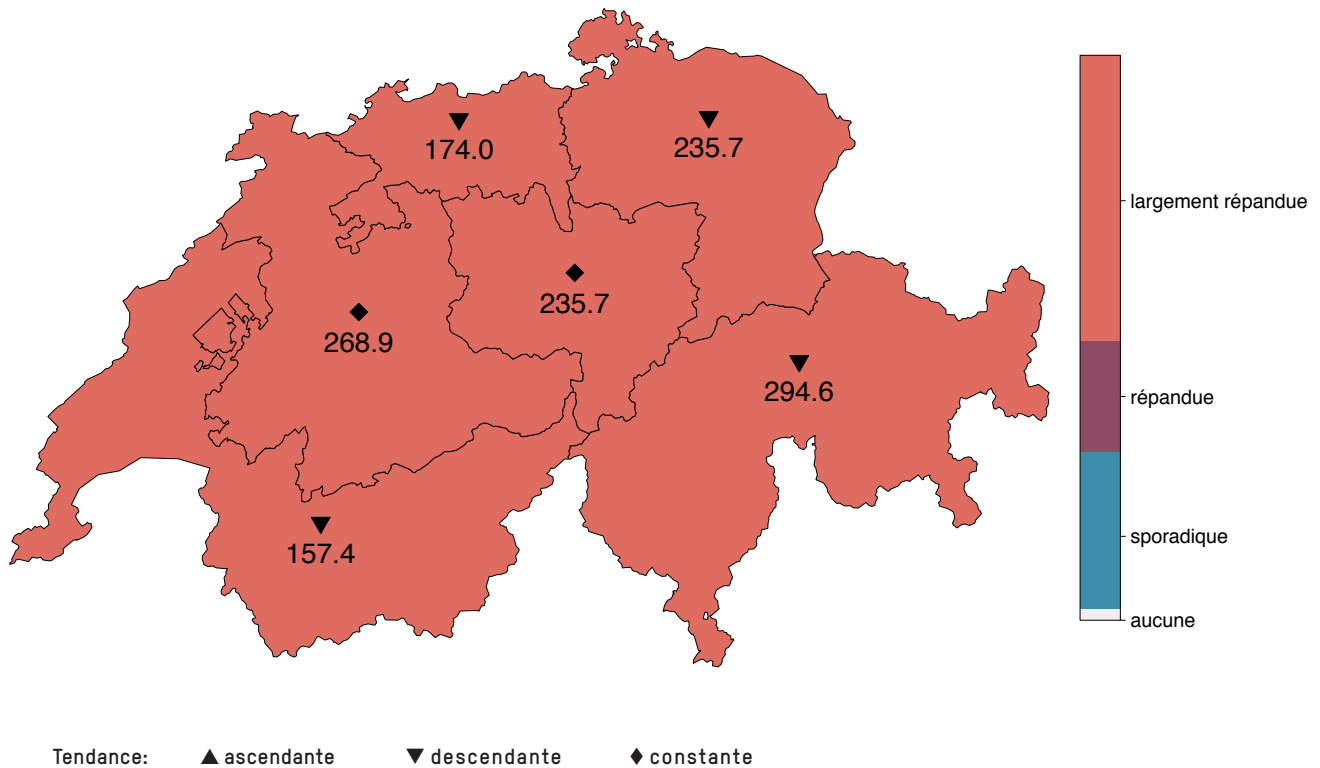 174.0
235.7
largement répandue
235.7
268.9
294.6
répandue
sporadique
157.4
aucune
Tendance: ▲ ascendante ▼ descendante ♦ constante